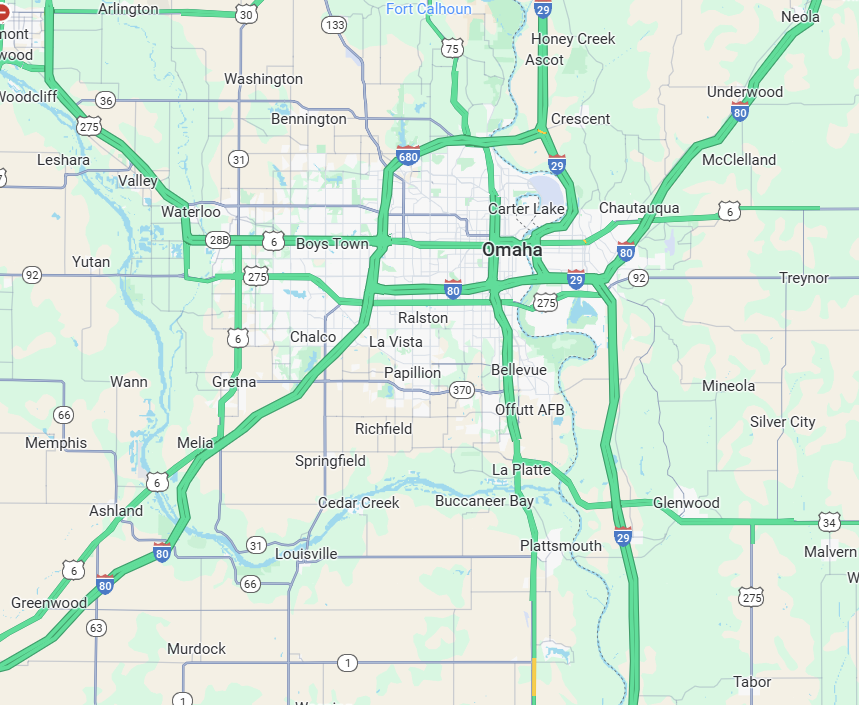 Fort Calhoun
Arlington
29
Neola
30
133
mont
Honey Creek
75
wood
Ascot
Washington
Underwood
Woodcliff
36
80
Bennington
Crescent
275
680
31
Leshara
29
McClelland
Valley
Waterloo
Carter Lake
Chautauqua
6
28B
6
Boys Town
Omaha
80
Yutan
92
275
80
29
92
Treynor
275
Ralston
Chalco
6
La Vista
Papillion
Bellevue
Wann
Gretna
370
Mineola
66
Offutt AFB
Silver City
Richfield
Memphis
Melia
Springfield
La Platte
6
Cedar Creek
Buccaneer Bay
Glenwood
Ashland
34
29
31
Plattsmouth
80
Louisville
Malvern
6
80
66
W
275
Greenwood
63
Murdock
1
Tabor
1